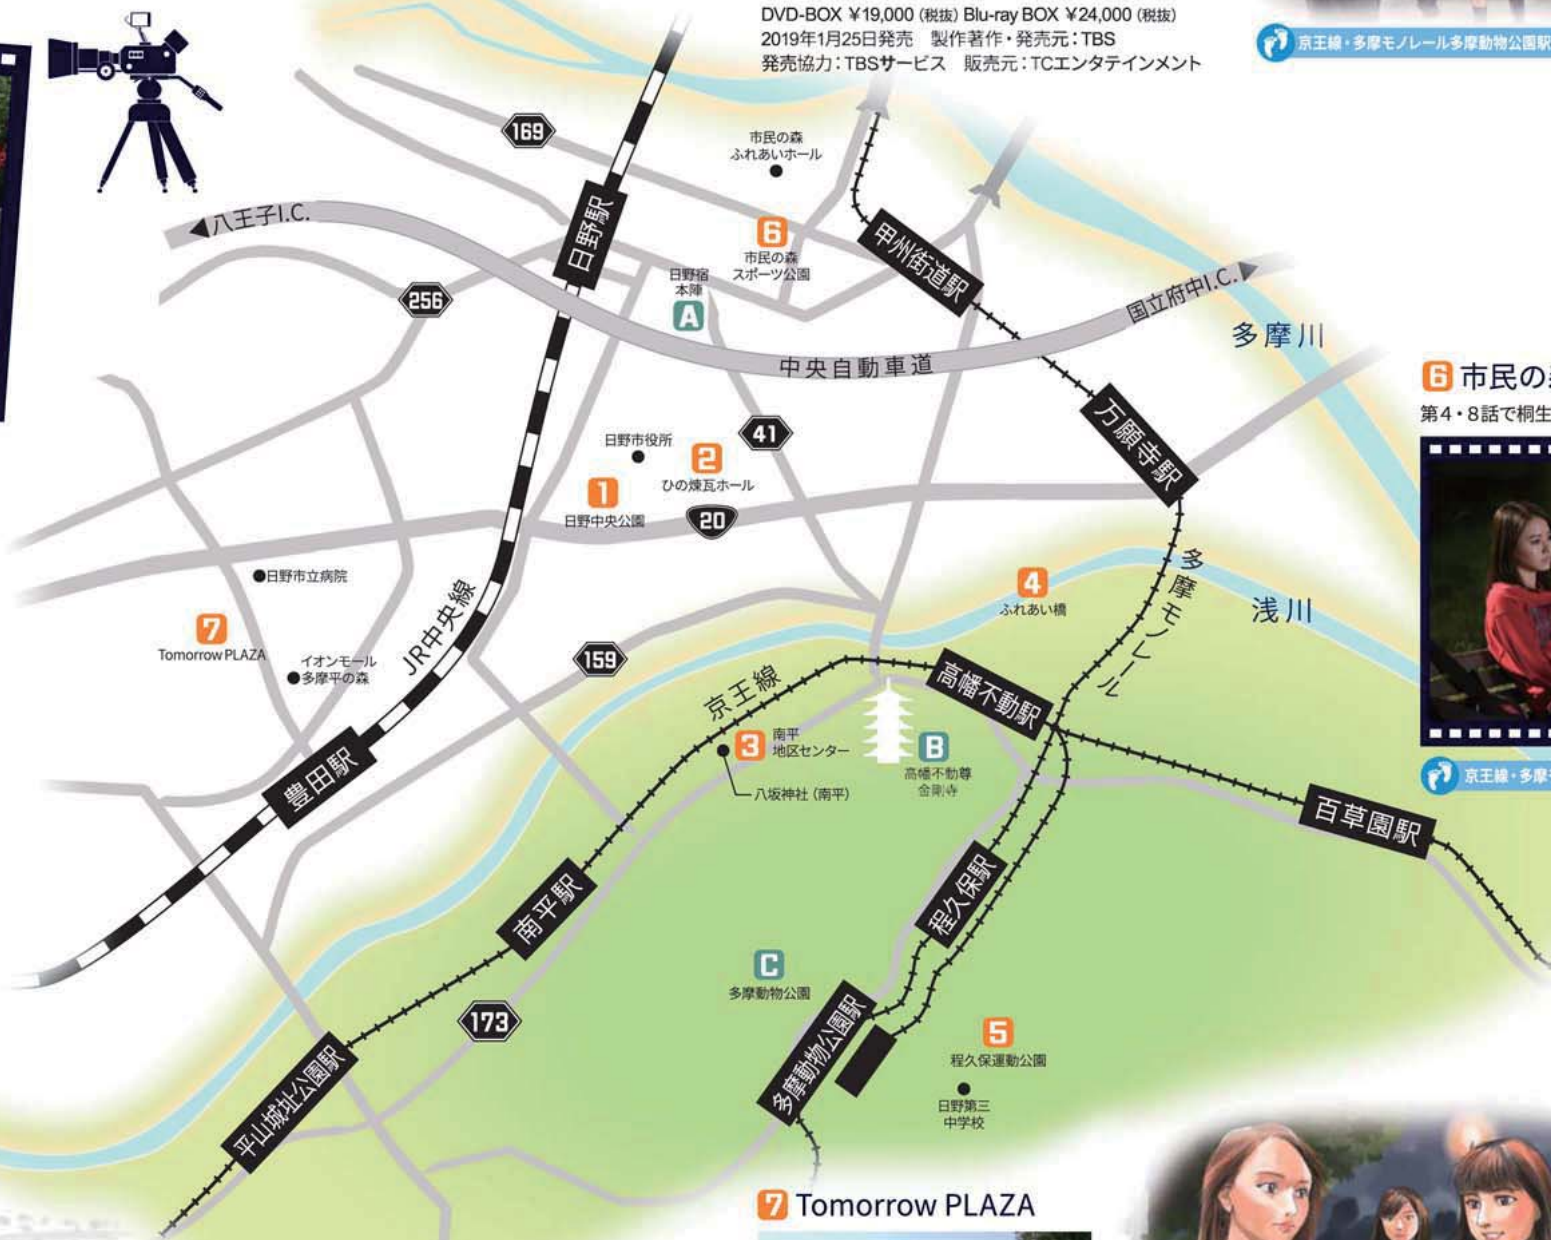 DVD-BOX ¥19,000 (税抜) Blu-ray BOX ¥24,000 (税抜)
2019年1月25日発売　製作著作・発売元：TBS
発売協力：TBSサービス　販売元：TCエンタテインメント
京王線・多摩モノレール多摩動物公園駅
169
市民の森
ふれあいホール
八王子I.C.
日野駅
6
市民の森
スポーツ公園
甲州街道駅
日野宿
本陣
A
256
国立府中I.C.
多摩川
中央自動車道
6 市民の
第4・8話で桐生
万願寺駅
41
日野市役所
2
ひの煉瓦ホール
1
日野中央公園
20
日野市立病院
多摩モノレール
4
ふれあい橋
浅川
7
Tomorrow PLAZA
JR中央線
イオンモール
多摩平の森
159
京王線
高幡不動駅
3
南平
地区センター
B
高幡不動尊
金剛寺
八坂神社（南平）
京王線・多摩
豊田駅
百草園駅
南平駅
程久保駅
C
多摩動物公園
173
多摩動物公園駅
5
程久保運動公園
日野第三
中学校
平山城址公園駅
7 Tomorrow PLAZA